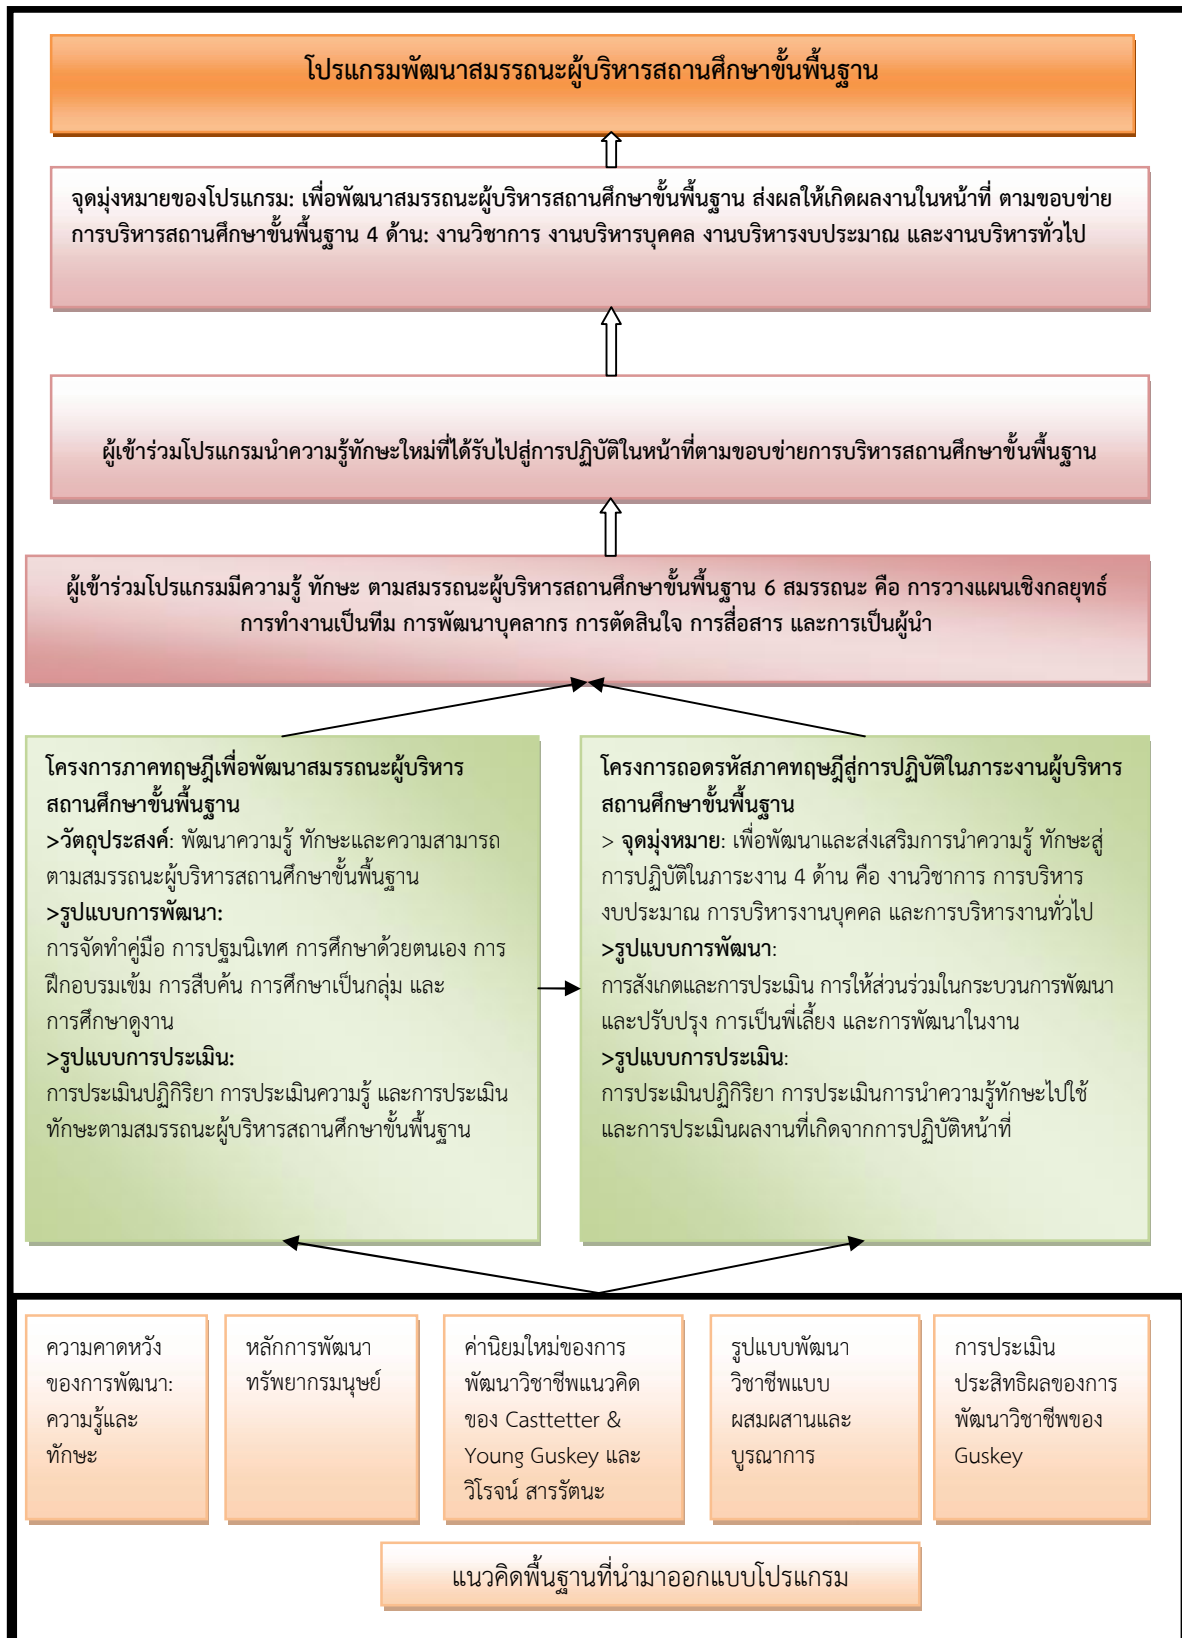 โปรแกรมพัฒนาสมรรถนะผู้บริหารสถานศึกษาขั้นพื้นฐาน
จุดมุ่งหมายของโปรแกรม: เพื่อพัฒนาสมรรถนะผู้บริหารสถานศึกษาขั้นพื้นฐาน ส่งผลให้เกิดผลงานในหน้าที่ ตามขอบข่าย
การบริหารสถานศึกษาขั้นพื้นฐาน 4 ด้าน: งานวิชาการ งานบริหารบุคคล งานบริหารงบประมาณ และงานบริหารทั่วไป
ผู้เข้าร่วมโปรแกรมนำความรู้ทักษะใหม่ที่ได้รับไปสู่การปฏิบัติในหน้าที่ตามขอบข่ายการบริหารสถานศึกษาขั้นพื้นฐาน
ผู้เข้าร่วมโปรแกรมมีความรู้ ทักษะ ตามสมรรถนะผู้บริหารสถานศึกษาขั้นพื้นฐาน 6 สมรรถนะ คือ การวางแผนเชิงกลยุทธ์
การทำงานเป็นทีม การพัฒนาบุคลากร การตัดสินใจ การสื่อสาร และการเป็นผู้นำ
โครงการภาคทฤษฎีเพื่อพัฒนาสมรรถนะผู้บริหาร
สถานศึกษาขั้นพื้นฐาน
>วัตถุประสงค์: พัฒนาความรู้ ทักษะและความสามารถ
ตามสมรรถนะผู้บริหารสถานศึกษาขั้นพื้นฐาน
>รูปแบบการพัฒนา:
การจัดทำคู่มือ การปฐมนิเทศ การศึกษาด้วยตนเอง การ
ฝึกอบรมเข้ม การสืบค้น การศึกษาเป็นกลุ่ม และ
การศึกษาดูงาน
>รูปแบบการประเมิน:
การประเมินปฏิกิริยา การประเมินความรู้ และการประเมิน
ทักษะตามสมรรถนะผู้บริหารสถานศึกษาขั้นพื้นฐาน
โครงการถอดรหัสภาคทฤษฎีสู่การปฏิบัติในภาระงานผู้บริหาร
สถานศึกษาขั้นพื้นฐาน
> จุดมุ่งหมาย: เพื่อพัฒนาและส่งเสริมการนำความรู้ ทักษะสู่
การปฏิบัติในภาระงาน 4 ด้าน คือ งานวิชาการ การบริหาร
งบประมาณ การบริหารงานบุคคล และการบริหารงานทั่วไป
>รูปแบบการพัฒนา:
การสังเกตและการประเมิน การให้ส่วนร่วมในกระบวนการพัฒนา
และปรับปรุง การเป็นพี่เลี้ยง และการพัฒนาในงาน
>รูปแบบการประเมิน:
การประเมินปฏิกิริยา การประเมินการนำความรู้ทักษะไปใช้
และการประเมินผลงานที่เกิดจากการปฏิบัติหน้าที่
ความคาดหวัง
ของการพัฒนา:
ความรู้และ
ทักษะ
หลักการพัฒนา
ทรัพยากรมนุษย์
ค่านิยมใหม่ของการ
พัฒนาวิชาชีพแนวคิด
ของ Casttetter &
Young Guskey และ
วิโรจน์ สารรัตนะ
รูปแบบพัฒนา
วิชาชีพแบบ
ผสมผสานและ
บูรณาการ
การประเมิน
ประสิทธิผลของการ
พัฒนาวิชาชีพของ
Guskey
แนวคิดพื้นฐานที่นำมาออกแบบโปรแกรม